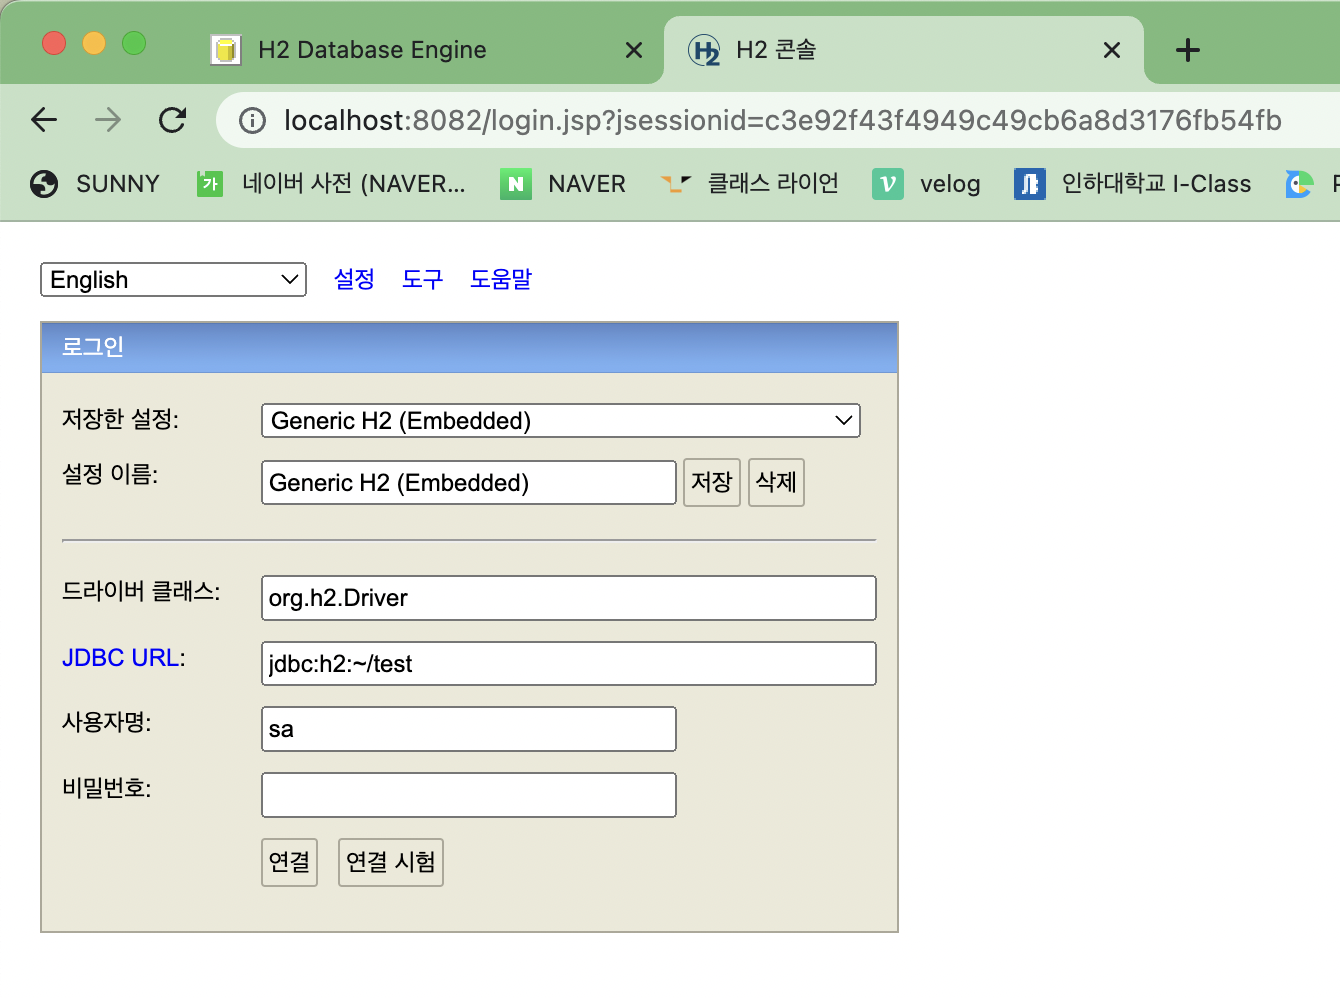 H2 Database Engine
H2 콘솔
localhost:8082/login.jsp?jsessionid=c3e92f43f4949c49cb6a8d3176fb54fb
SUNNY 가 네이버 사전 (NAVER... N NAVER 클래스 라이언 v velog 인하대학교 I-Class
English 설정 도구 도움말
로그인
저장한 설정: Generic H2 (Embedded)
설정 이름: Generic H2 (Embedded) 저장 삭제
드라이버 클래스: org.h2.Driver
JDBC URL: jdbc:h2:~/test
사용자명: sa
비밀번호:
연결 연결 시험